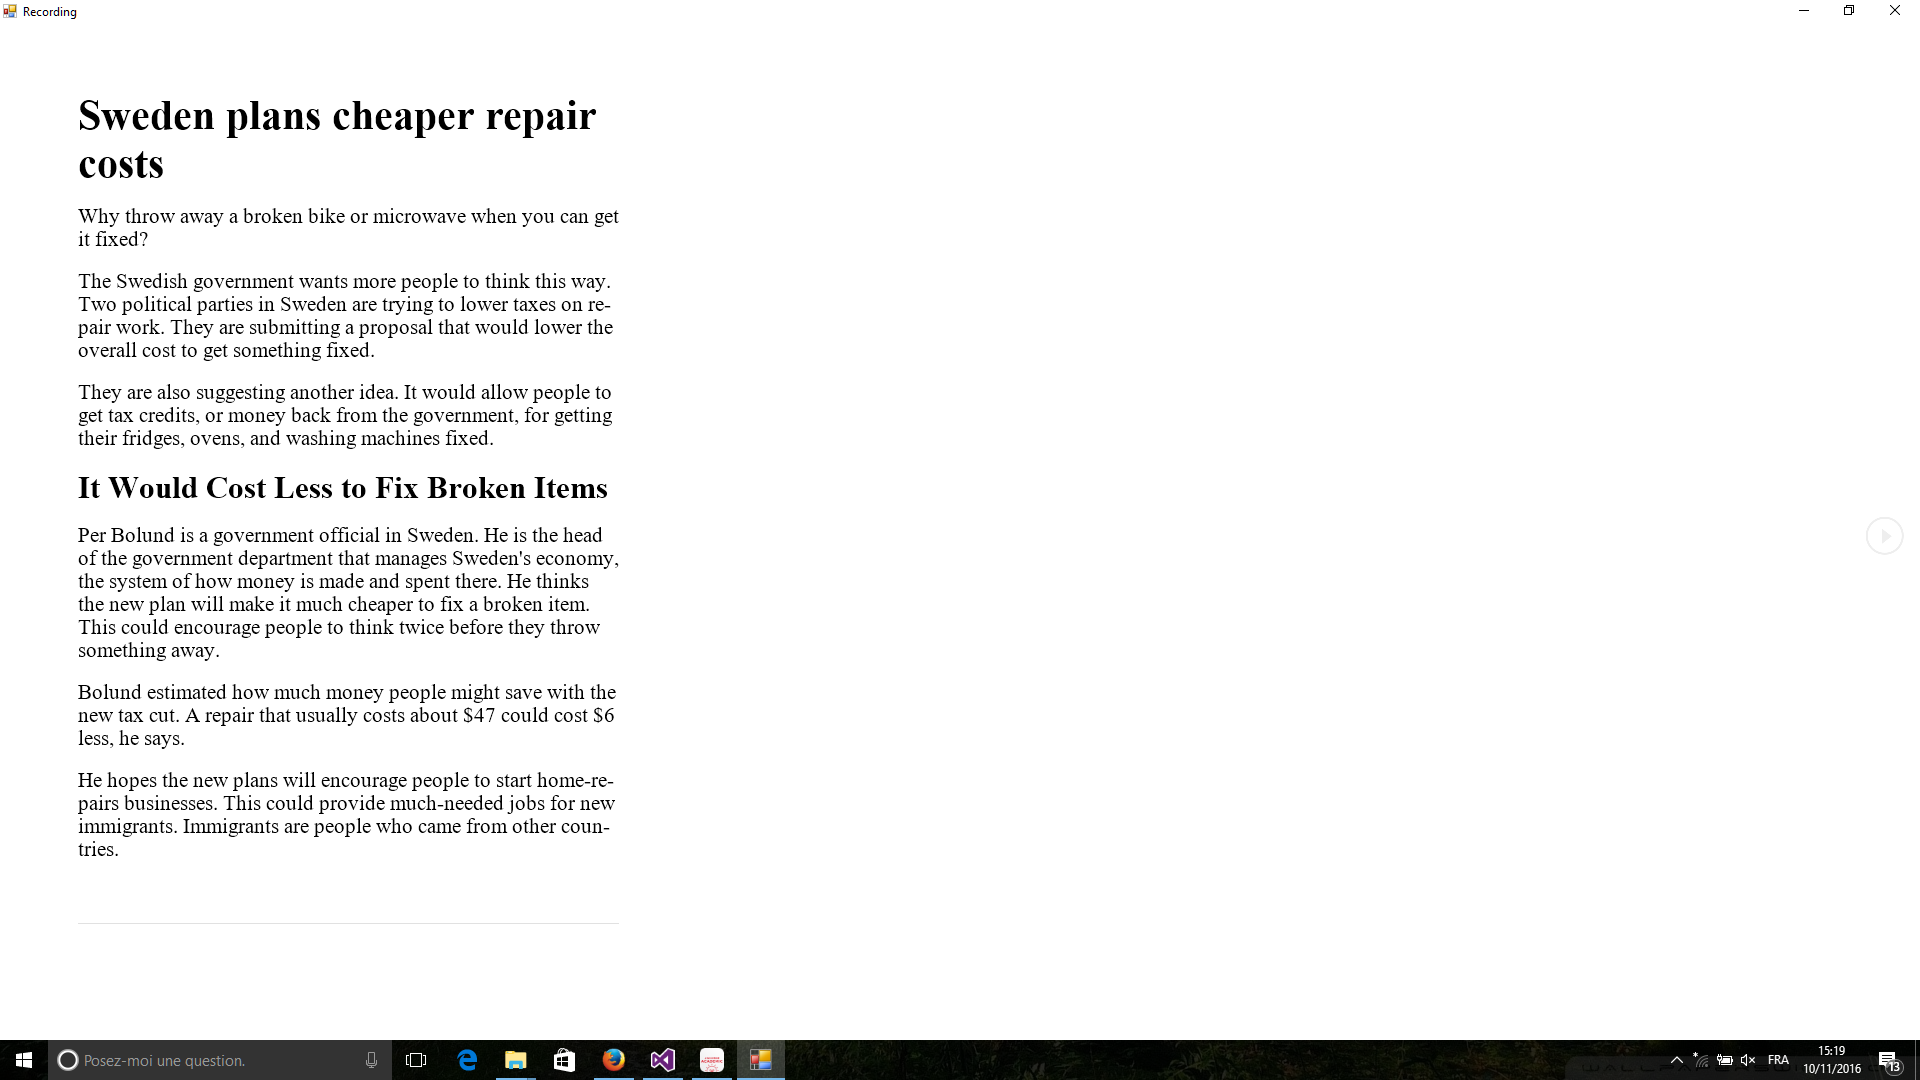 Recording
Sweden plans cheaper repair
costs
Why throw away a broken bike or microwave when you can get
it fixed?
The Swedish government wants more people to think this way.
Two political parties in Sweden are trying to lower taxes on re-
pair work. They are submitting a proposal that would lower the
overall cost to get something fixed.
They are also suggesting another idea. It would allow people to
get tax credits, or money back from the government, for getting
their fridges, ovens, and washing machines fixed.
It Would Cost Less to Fix Broken Items
Per Bolund is a government official in Sweden. He is the head
of the government department that manages Sweden's economy,
the system of how money is made and spent there. He thinks
the new plan will make it much cheaper to fix a broken item.
This could encourage people to think twice before they throw
something away.
Bolund estimated how much money people might save with the
new tax cut. A repair that usually costs about $47 could cost $6
less, he says.
He hopes the new plans will encourage people to start home-re-
pairs businesses. This could provide much-needed jobs for new
immigrants. Immigrants are people who came from other coun-
tries.
Posez-moi une question.
FRA
15:19
10/11/2016
13